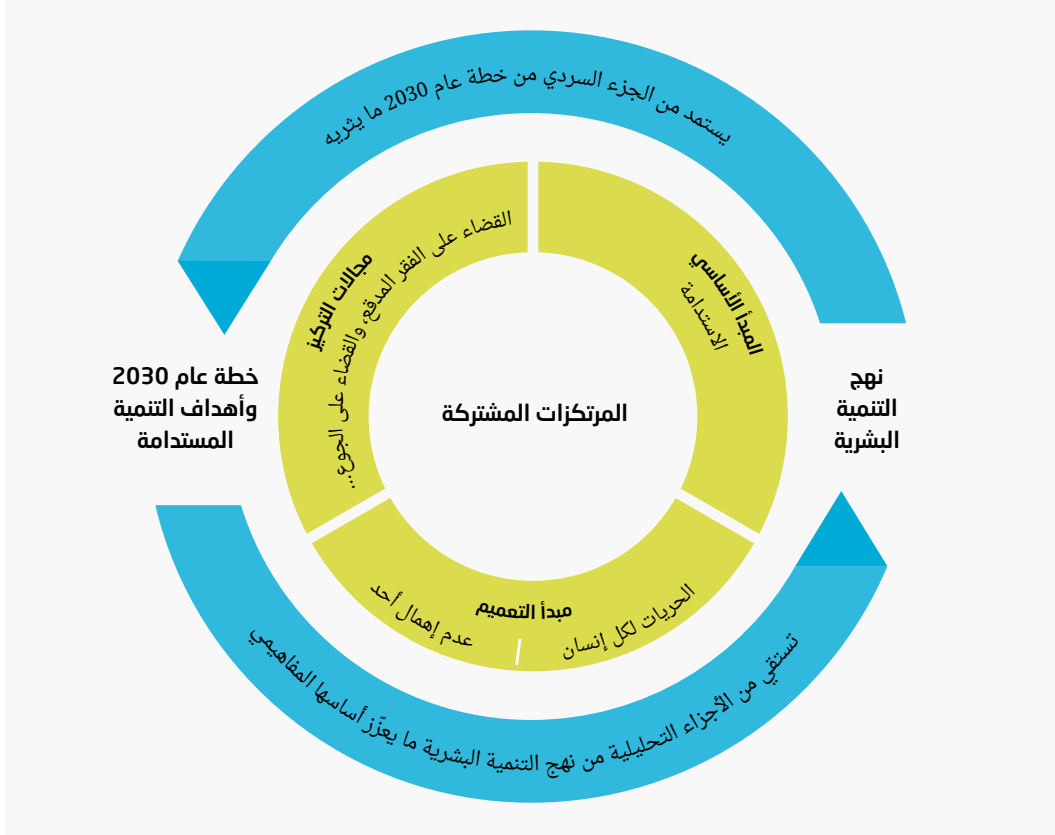 يستمد من الجزء السردي من خطة عام 2030 ما يثريه
المبدأ الأساسي
الاستدامة
مجالات التركيز
القضاء على الفقر المدقع، والقضاء على الجوع...
نهج
التنمية
البشرية
المرتكزات المشتركة
خطة عام 2030
وأهداف التنمية
المستدامة
مبدأ التعميم
الحريات لكل إنسان
عدم إهمال أحد
تستقي من الأجزاء التحليلية من نهج التنمية البشرية ما يعزّز أساسها المفاهيمي